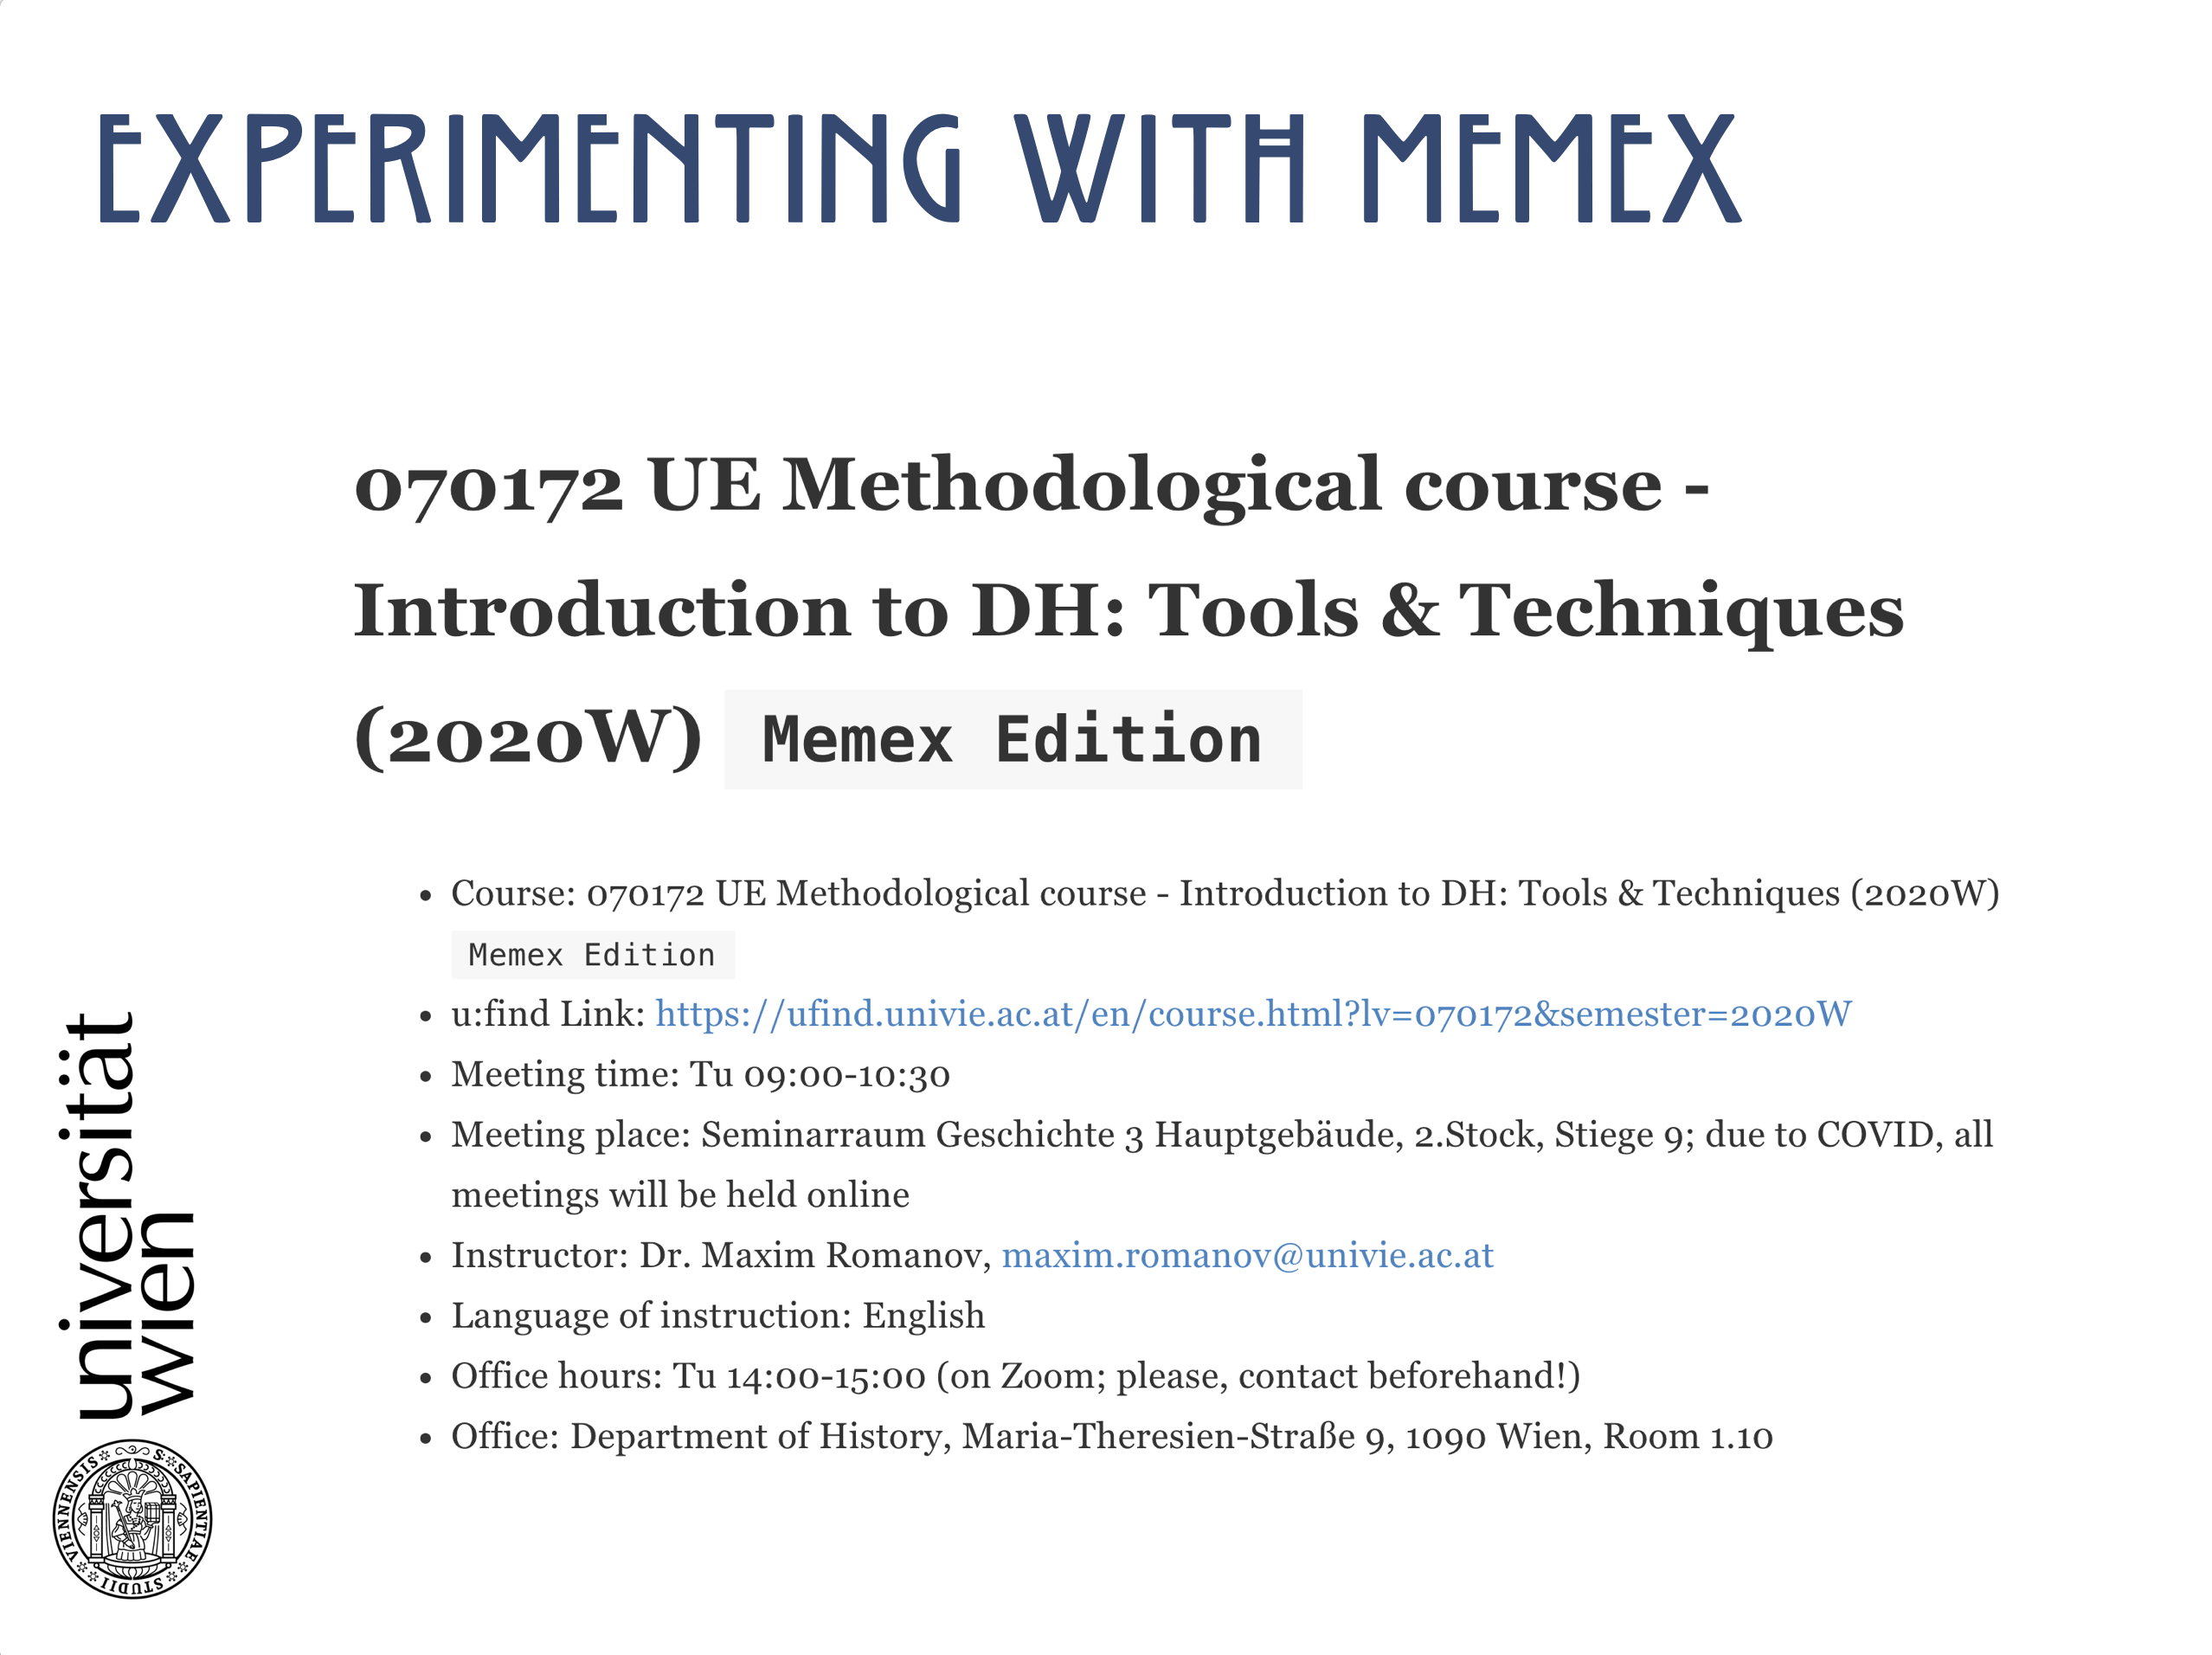 EXPERIMENTING WITH MEMEX
070172 UE Methodological course -
Introduction to DH: Tools & Techniques
(2020W) Memex Edition
• Course: 070172 UE Methodological course - Introduction to DH: Tools & Techniques (2020W)
Memex Edition
• u:find Link: https://ufind.univie.ac.at/en/course.html?lv=070172&semester=2020W
• Meeting time: Tu 09:00-10:30
• Meeting place: Seminarraum Geschichte 3 Hauptgebäude, 2.Stock, Stiege 9; due to COVID, all
meetings will be held online
• Instructor: Dr. Maxim Romanov, maxim.romanov@univie.ac.at
• Language of instruction: English
• Office hours: Tu 14:00-15:00 (on Zoom; please, contact beforehand!)
• Office: Department of History, Maria-Theresien-Straße 9, 1090 Wien, Room 1.10
universität
wien
S: SAPIENTIAE STUDII VIENNENSIS